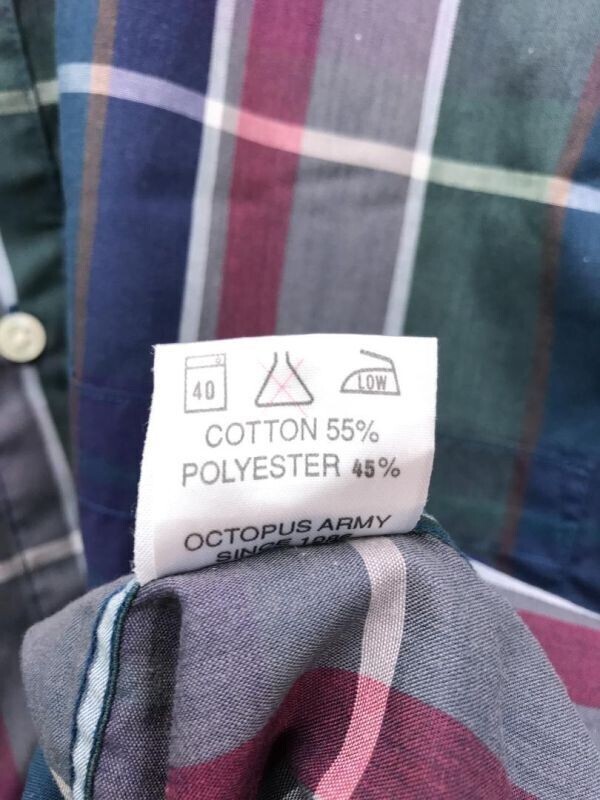 40 LOW
COTTON 55%
POLYESTER 45%
OCTOPUS ARMY
SINCE